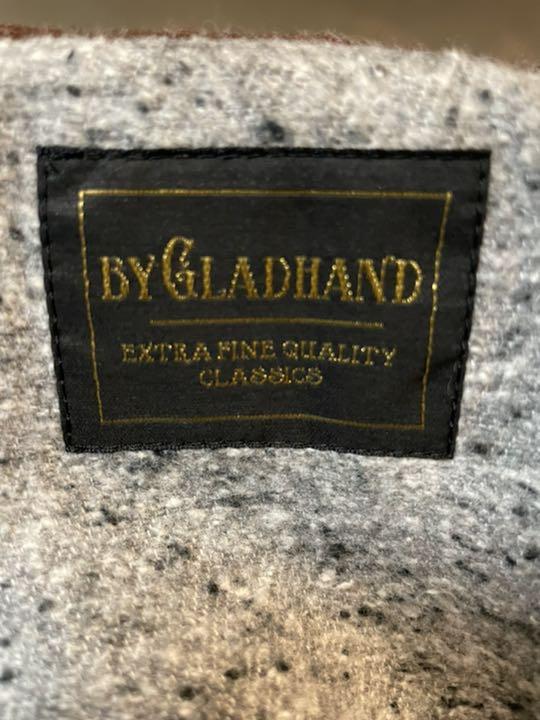 BY GLADHAND
EXTRA FINE QUALITY
CLASSICS